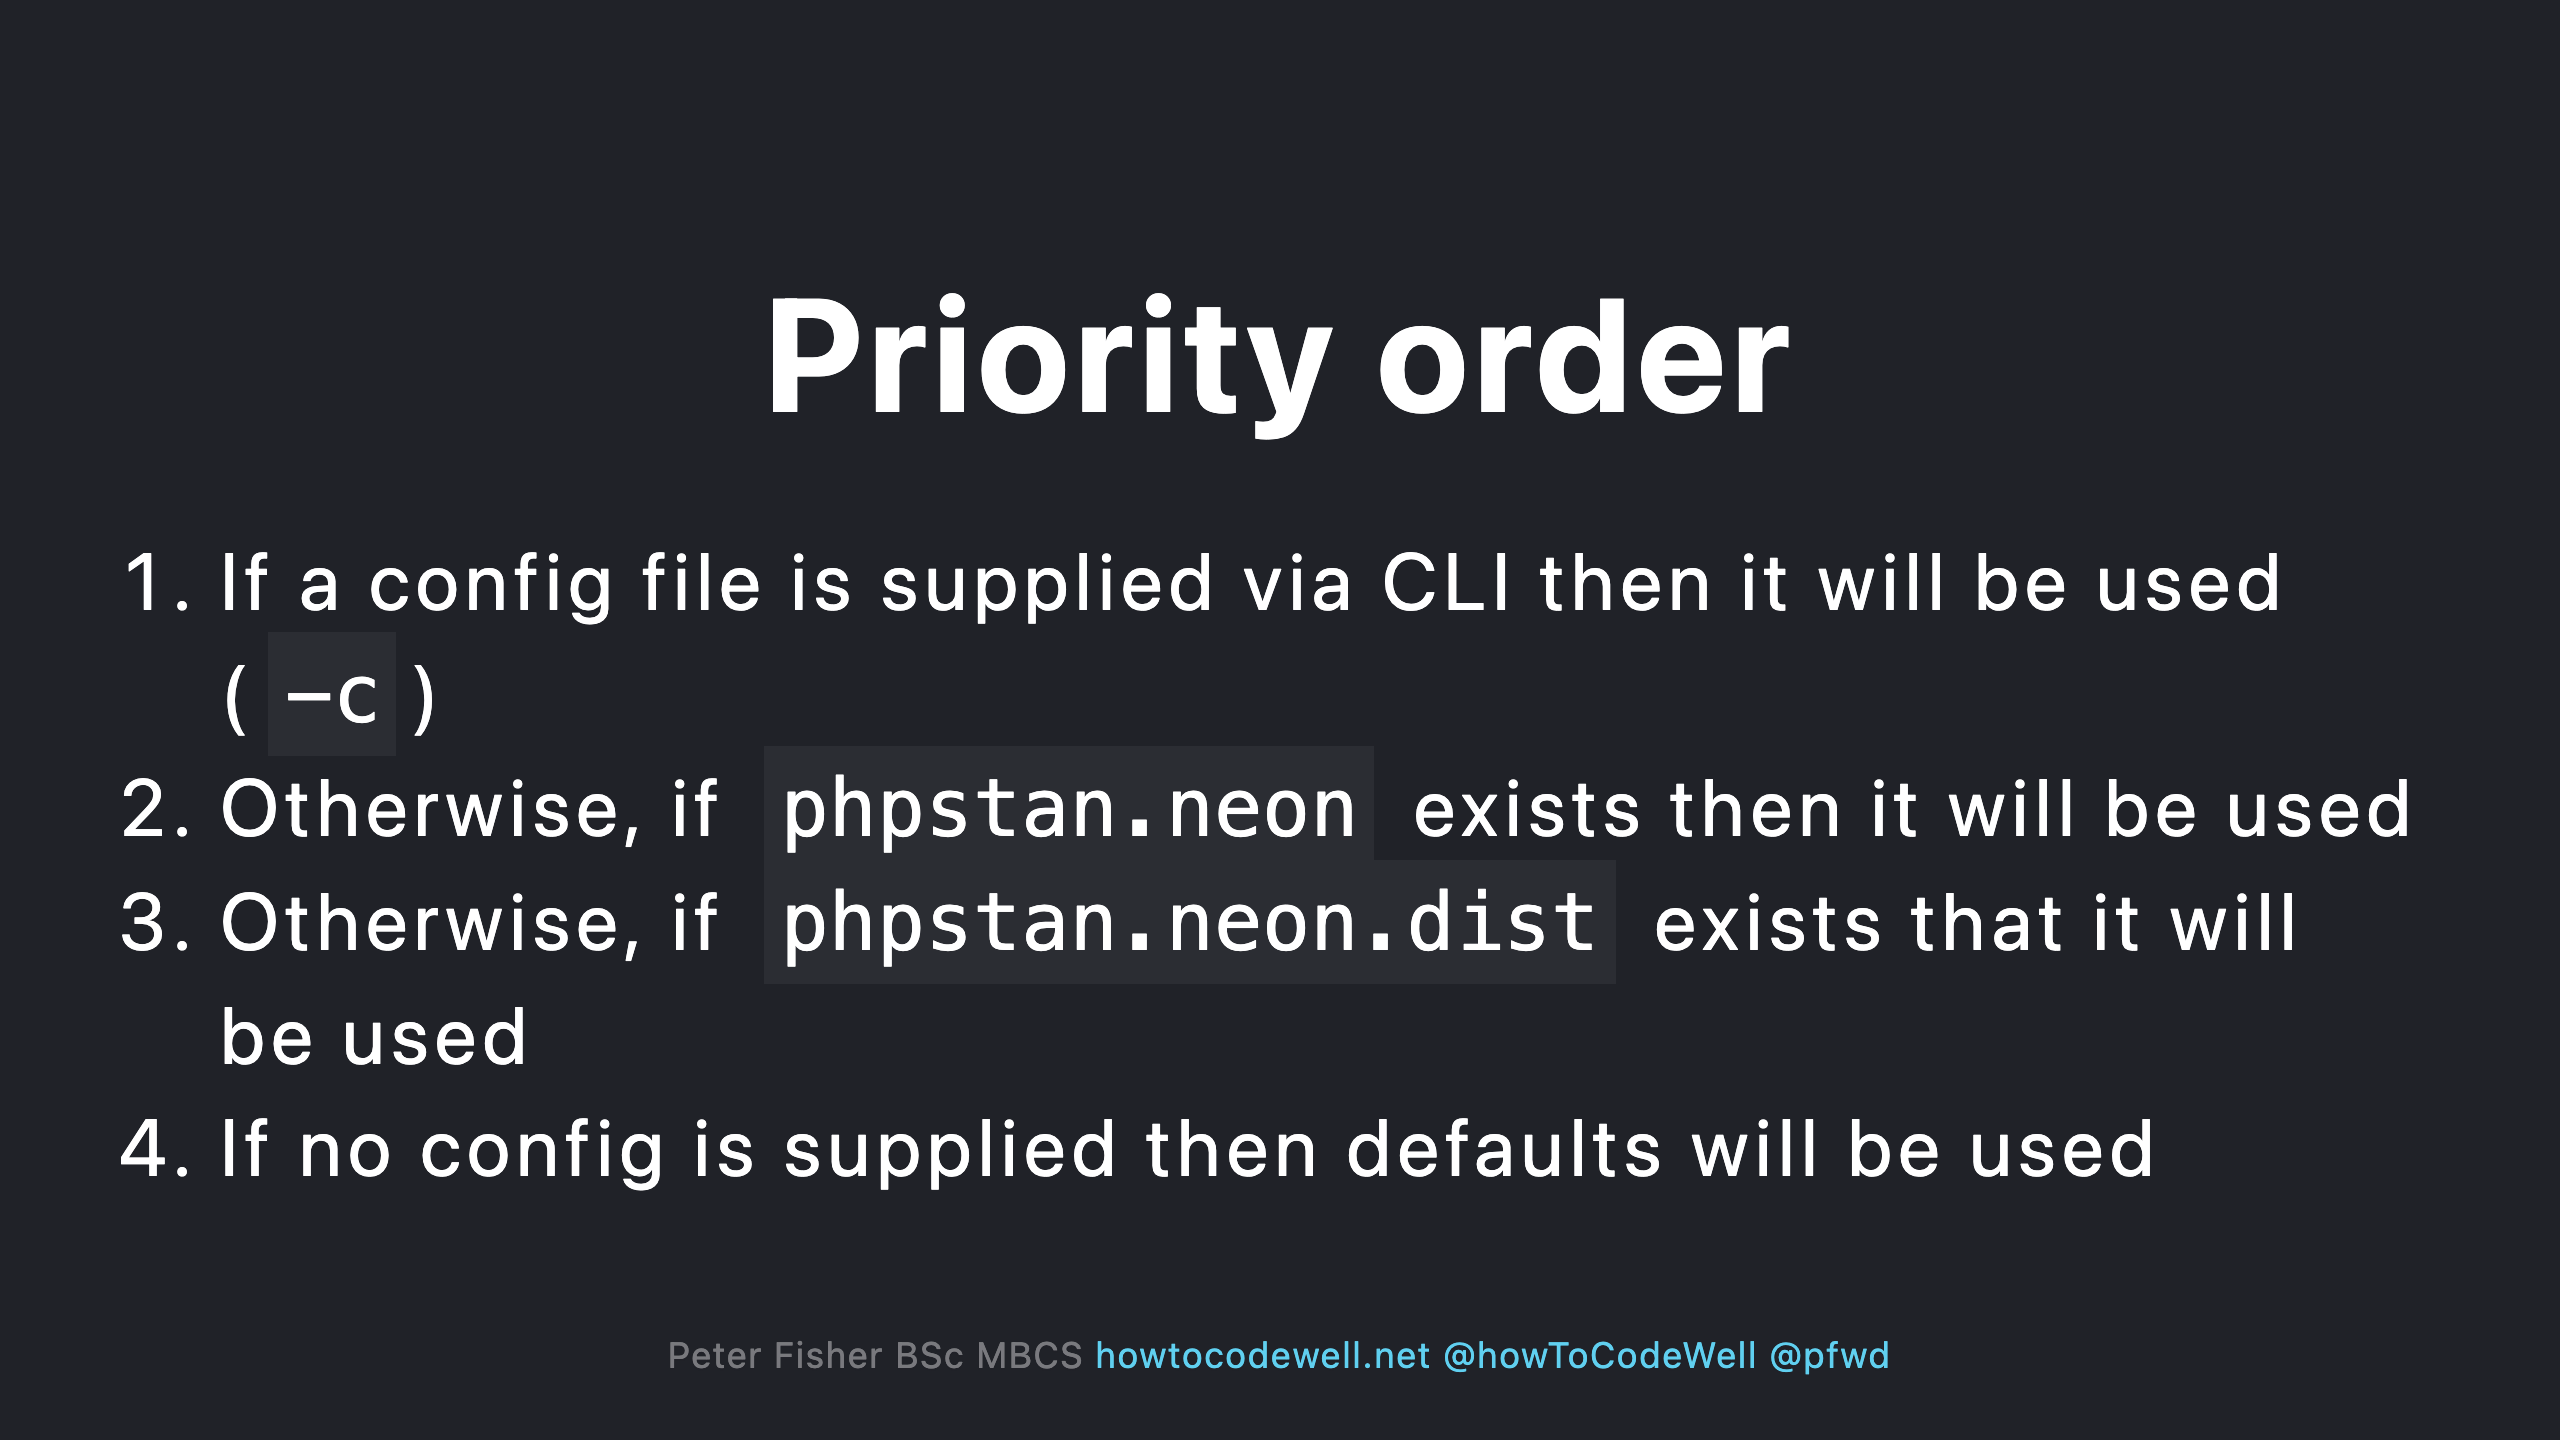 Priority order
1. If a config file is supplied via CLI then it will be used
( -c )
2. Otherwise, if phpstan.neon exists then it will be used
3. Otherwise, if phpstan.neon.dist exists that it will
be used
4. If no config is supplied then defaults will be used
Peter Fisher BSc MBCS howtocodewell.net @howToCodeWell @pfwd